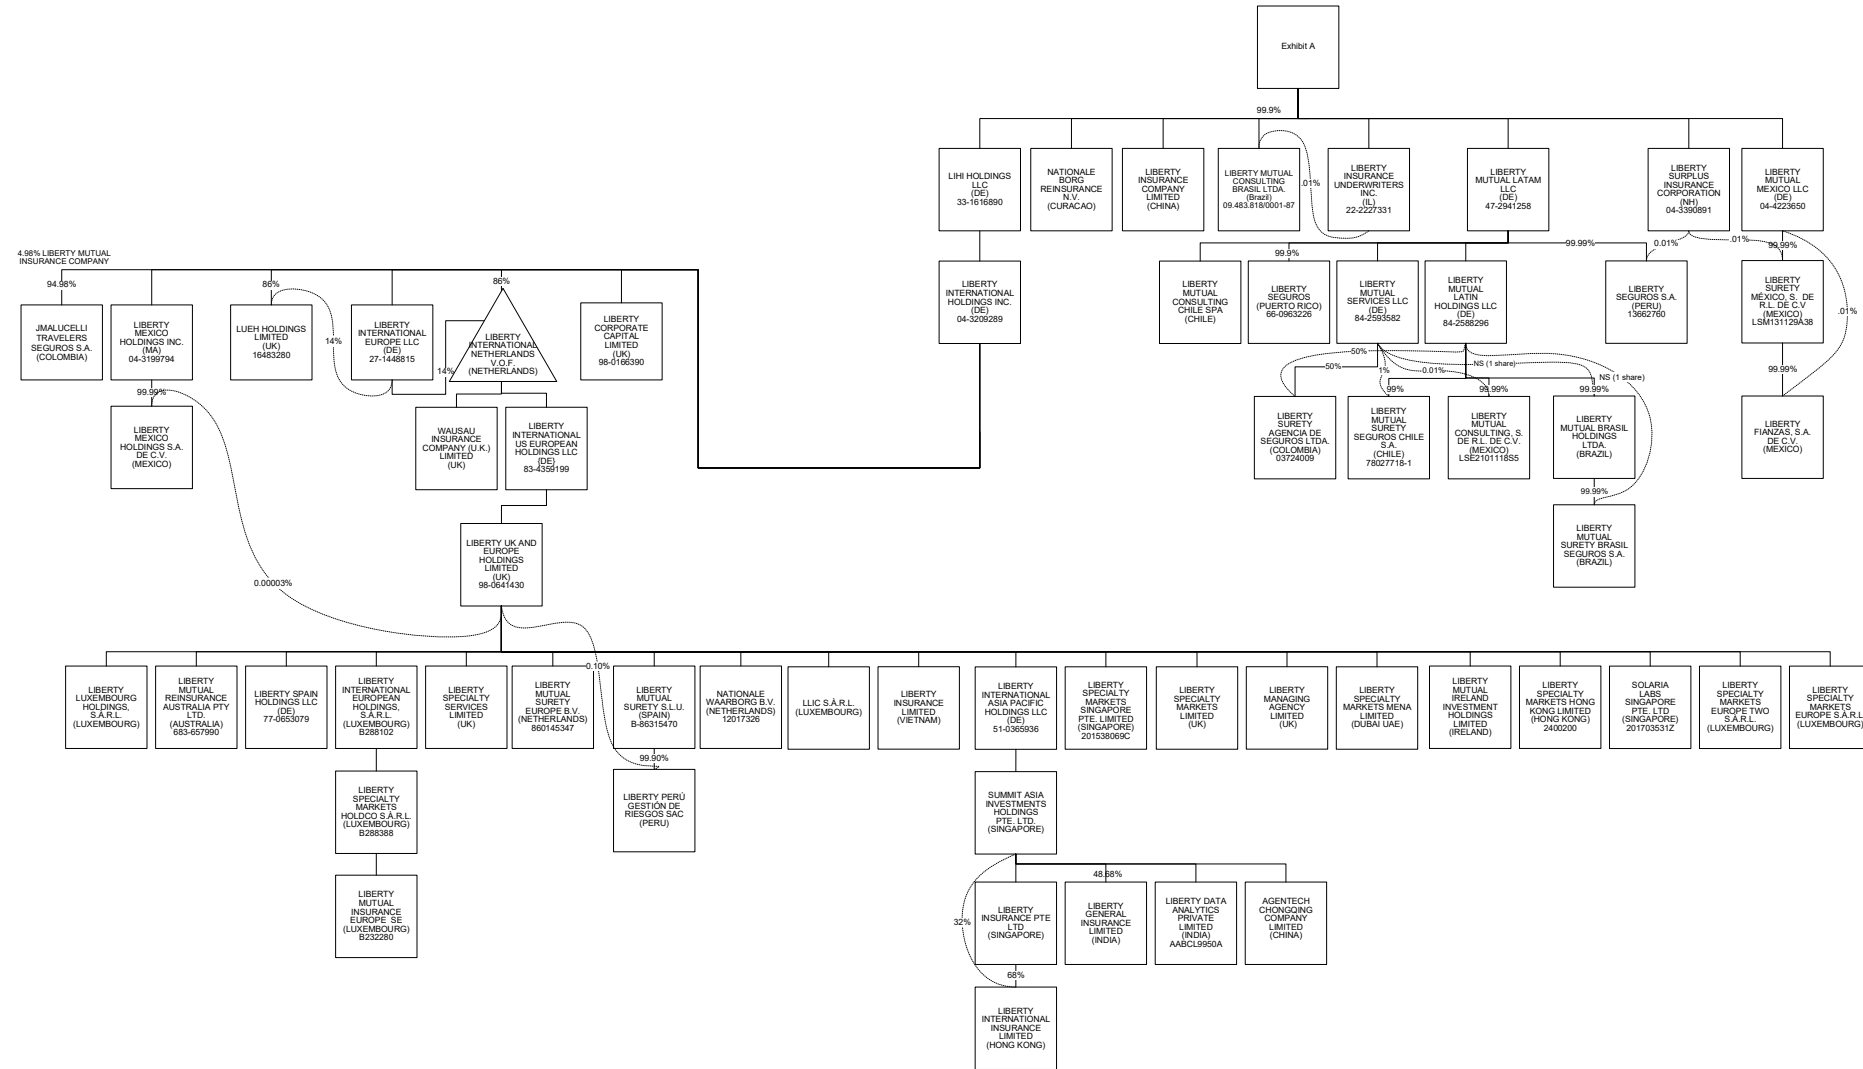 Exhibit A
99.9%
LIHI HOLDINGS
LLC
(DE)
33-1616890
NATIONALE
BORG
REINSURANCE
N.V.
(CURACAO)
LIBERTY
INSURANCE
COMPANY
LIMITED
(CHINA)
LIBERTY MUTUAL
CONSULTING
BRASIL LTDA.
(Brazil)
09.483.818/0001-87
.01%
LIBERTY
INSURANCE
UNDERWRITERS
INC.
(IL)
22-2227331
LIBERTY
MUTUAL LATAM
LLC
(DE)
47-2941258
LIBERTY
SURPLUS
INSURANCE
CORPORATION
(NH)
04-3390891
LIBERTY
MUTUAL
MEXICO LLC
(DE)
04-4223650
4.98% LIBERTY MUTUAL
INSURANCE COMPANY
94.98%
86%
86%
99.9%
99.99%
0.01%
.01%
99.99%
LIBERTY
INTERNATIONAL
HOLDINGS INC.
(DE)
04-3209289
LIBERTY
MUTUAL
CONSULTING
CHILE SPA
(CHILE)
LIBERTY
SEGUROS
(PUERTO RICO)
66-0963226
LIBERTY
MUTUAL
SERVICES LLC
(DE)
84-2593582
LIBERTY
MUTUAL
LATIN
HOLDINGS LLC
(DE)
84-2588296
LIBERTY
SEGUROS S.A.
(PERU)
13662760
LIBERTY
SURETY
MÉXICO, S. DE
R.L. DE C.V
(MEXICO)
LSM131129A38
.01%
JMALUCELLI
TRAVELERS
SEGUROS S.A.
(COLOMBIA)
LIBERTY
MEXICO
HOLDINGS INC.
(MA)
04-3199794
LUEH HOLDINGS
LIMITED
(UK)
16483280
14%
LIBERTY
INTERNATIONAL
EUROPE LLC
(DE)
27-1448815
14%
LIBERTY
INTERNATIONAL
NETHERLANDS
V.O.F.
(NETHERLANDS)
LIBERTY
CORPORATE
CAPITAL
LIMITED
(UK)
98-0166390
50%
50%
1%
0.01%
NS (1 share)
NS (1 share)
99%
99.99%
99.99%
99.99%
99.99%
LIBERTY
MEXICO
HOLDINGS S.A.
DE C.V.
(MEXICO)
WAUSAU
INSURANCE
COMPANY (U.K.)
LIMITED
(UK)
LIBERTY
INTERNATIONAL
US EUROPEAN
HOLDINGS LLC
(DE)
83-4359199
LIBERTY
SURETY
AGENCIA DE
SEGUROS LTDA.
(COLOMBIA)
03724009
LIBERTY
MUTUAL
SURETY
SEGUROS CHILE
S.A.
(CHILE)
78027718-1
LIBERTY
MUTUAL
CONSULTING, S.
DE R.L. DE C.V.
(MEXICO)
LSE2101118S5
LIBERTY
MUTUAL BRASIL
HOLDINGS
LTDA.
(BRAZIL)
LIBERTY
FIANZAS, S.A.
DE C.V.
(MEXICO)
99.99%
LIBERTY
MUTUAL
SURETY BRASIL
SEGUROS S.A.
(BRAZIL)
LIBERTY UK AND
EUROPE
HOLDINGS
LIMITED
(UK)
98-0641430
0.00003%
0.10%
LIBERTY
LUXEMBOURG
HOLDINGS,
S.À.R.L.
(LUXEMBOURG)
LIBERTY
MUTUAL
REINSURANCE
AUSTRALIA PTY
LTD.
(AUSTRALIA)
683-657990
LIBERTY SPAIN
HOLDINGS LLC
(DE)
77-0653079
LIBERTY
INTERNATIONAL
EUROPEAN
HOLDINGS,
S.À.R.L.
(LUXEMBOURG)
B288102
LIBERTY
SPECIALTY
SERVICES
LIMITED
(UK)
LIBERTY
MUTUAL
SURETY
EUROPE B.V.
(NETHERLANDS)
860145347
LIBERTY
MUTUAL
SURETY S.L.U.
(SPAIN)
B-86315470
NATIONALE
WAARBORG B.V.
(NETHERLANDS)
12017326
LLIC S.À.R.L.
(LUXEMBOURG)
LIBERTY
INSURANCE
LIMITED
(VIETNAM)
LIBERTY
INTERNATIONAL
ASIA PACIFIC
HOLDINGS LLC
(DE)
51-0365936
LIBERTY
SPECIALTY
MARKETS
SINGAPORE
PTE. LIMITED
(SINGAPORE)
201538069C
LIBERTY
SPECIALTY
MARKETS
LIMITED
(UK)
LIBERTY
MANAGING
AGENCY
LIMITED
(UK)
LIBERTY
SPECIALTY
MARKETS MENA
LIMITED
(DUBAI UAE)
LIBERTY
MUTUAL
IRELAND
INVESTMENT
HOLDINGS
LIMITED
(IRELAND)
LIBERTY
SPECIALTY
MARKETS HONG
KONG LIMITED
(HONG KONG)
2400200
SOLARIA
LABS
SINGAPORE
PTE. LTD
(SINGAPORE)
201703531Z
LIBERTY
SPECIALTY
MARKETS
EUROPE TWO
S.À.R.L.
(LUXEMBOURG)
LIBERTY
SPECIALTY
MARKETS
EUROPE S.À.R.L.
(LUXEMBOURG)
99.90%
LIBERTY
SPECIALTY
MARKETS
HOLDCO S.À.R.L.
(LUXEMBOURG)
B288388
LIBERTY PERÚ
GESTIÓN DE
RIESGOS SAC
(PERU)
SUMMIT ASIA
INVESTMENTS
HOLDINGS
PTE. LTD.
(SINGAPORE)
48.68%
32%
LIBERTY
MUTUAL
INSURANCE
EUROPE SE
(LUXEMBOURG)
B232280
LIBERTY
INSURANCE PTE
LTD
(SINGAPORE)
LIBERTY
GENERAL
INSURANCE
LIMITED
(INDIA)
LIBERTY DATA
ANALYTICS
PRIVATE
LIMITED
(INDIA)
AABCL9950A
AGENTECH
CHONGQING
COMPANY
LIMITED
(CHINA)
68%
LIBERTY
INTERNATIONAL
INSURANCE
LIMITED
(HONG KONG)